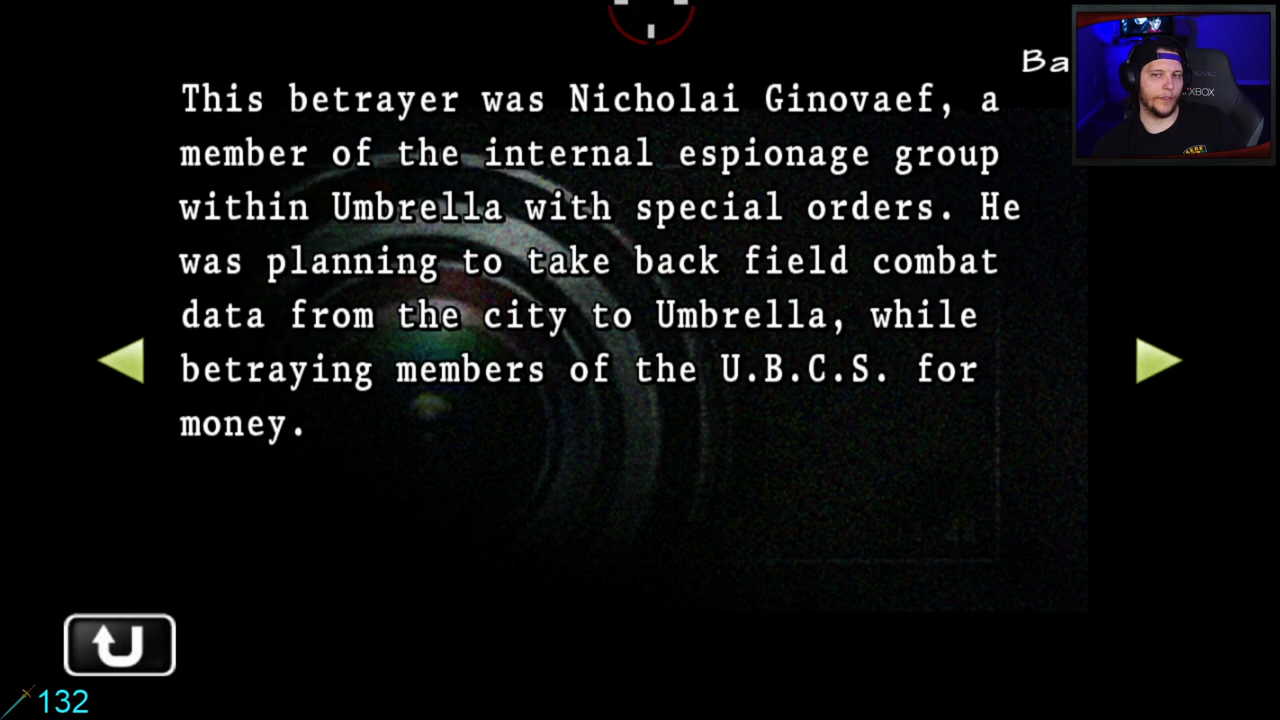 Ba
This betrayer was Nicholai Ginovaef, a
member of the internal espionage group
within Umbrella with special orders. He
was planning to take back field combat
data from the city to Umbrella, while
betraying members of the U.B.C.S. for
money.
XBOX
132